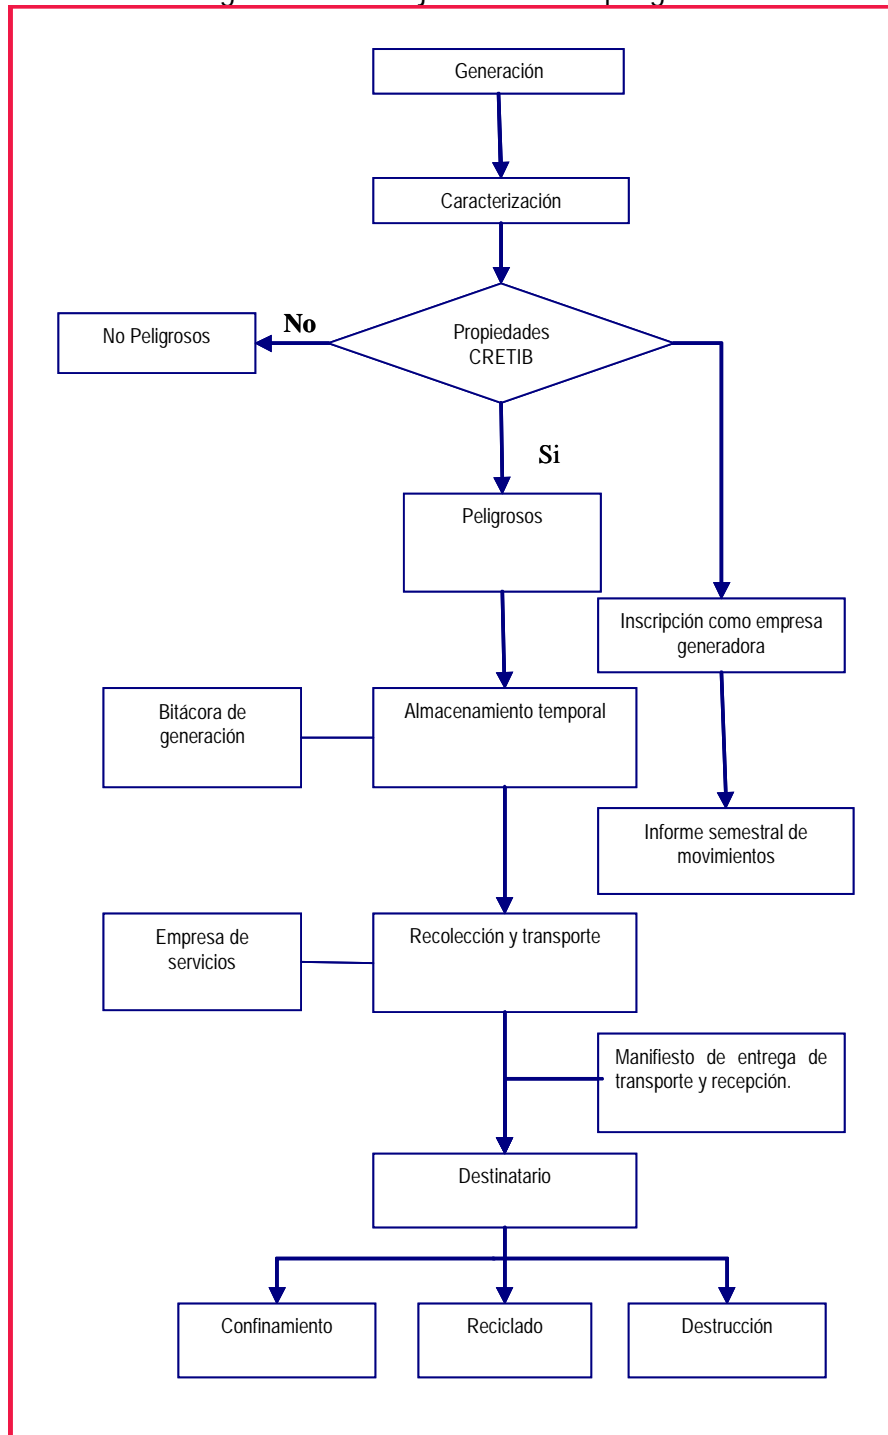 Generación
Caracterización
No
No Peligrosos
Propiedades
CRETIB
Si
Peligrosos
Inscripción como empresa
generadora
Bitácora de
generación
Almacenamiento temporal
Informe semestral de
movimientos
Empresa de
servicios
Recolección y transporte
Manifiesto de entrega de
transporte y recepción.
Destinatario
Confinamiento
Reciclado
Destrucción